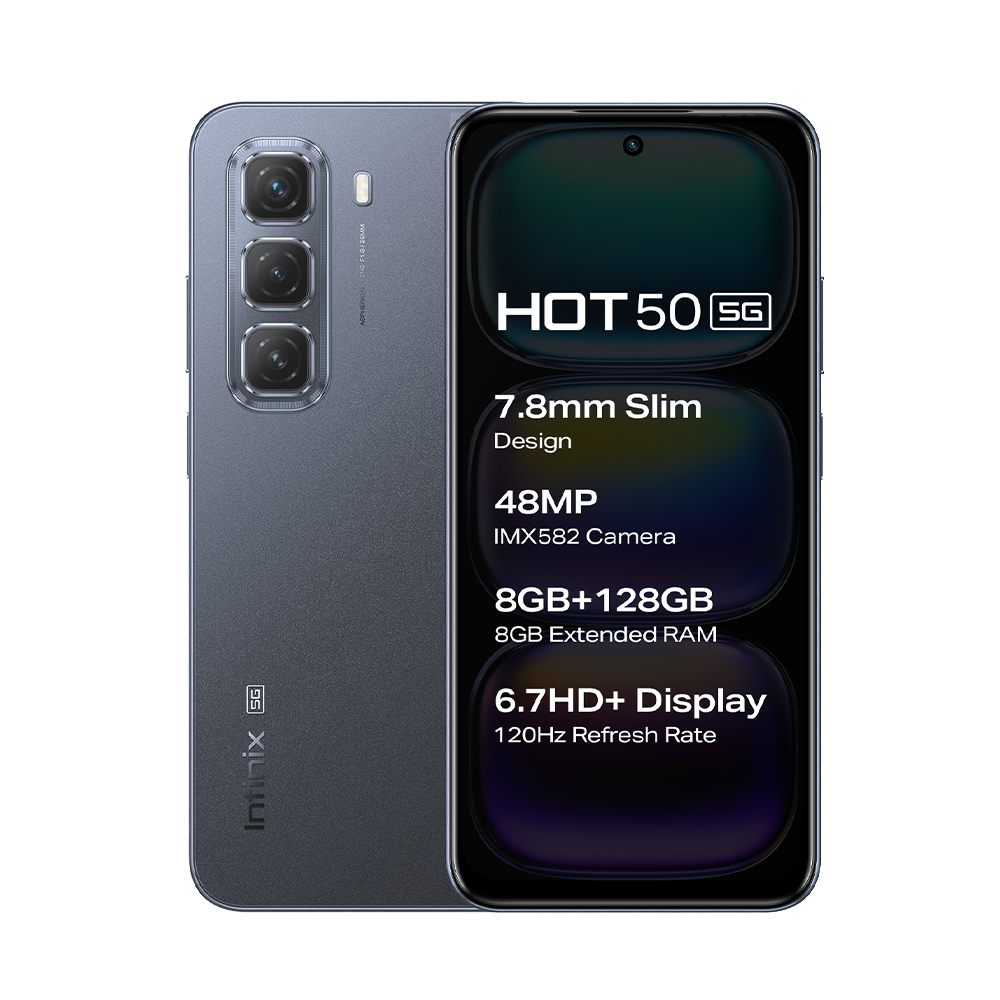 HOT 50 5G
7.8mm Slim
Design
48MP
IMX582 Camera
8GB+128GB
8GB Extended RAM
6.7HD+ Display
120Hz Refresh Rate
Infinix 5G